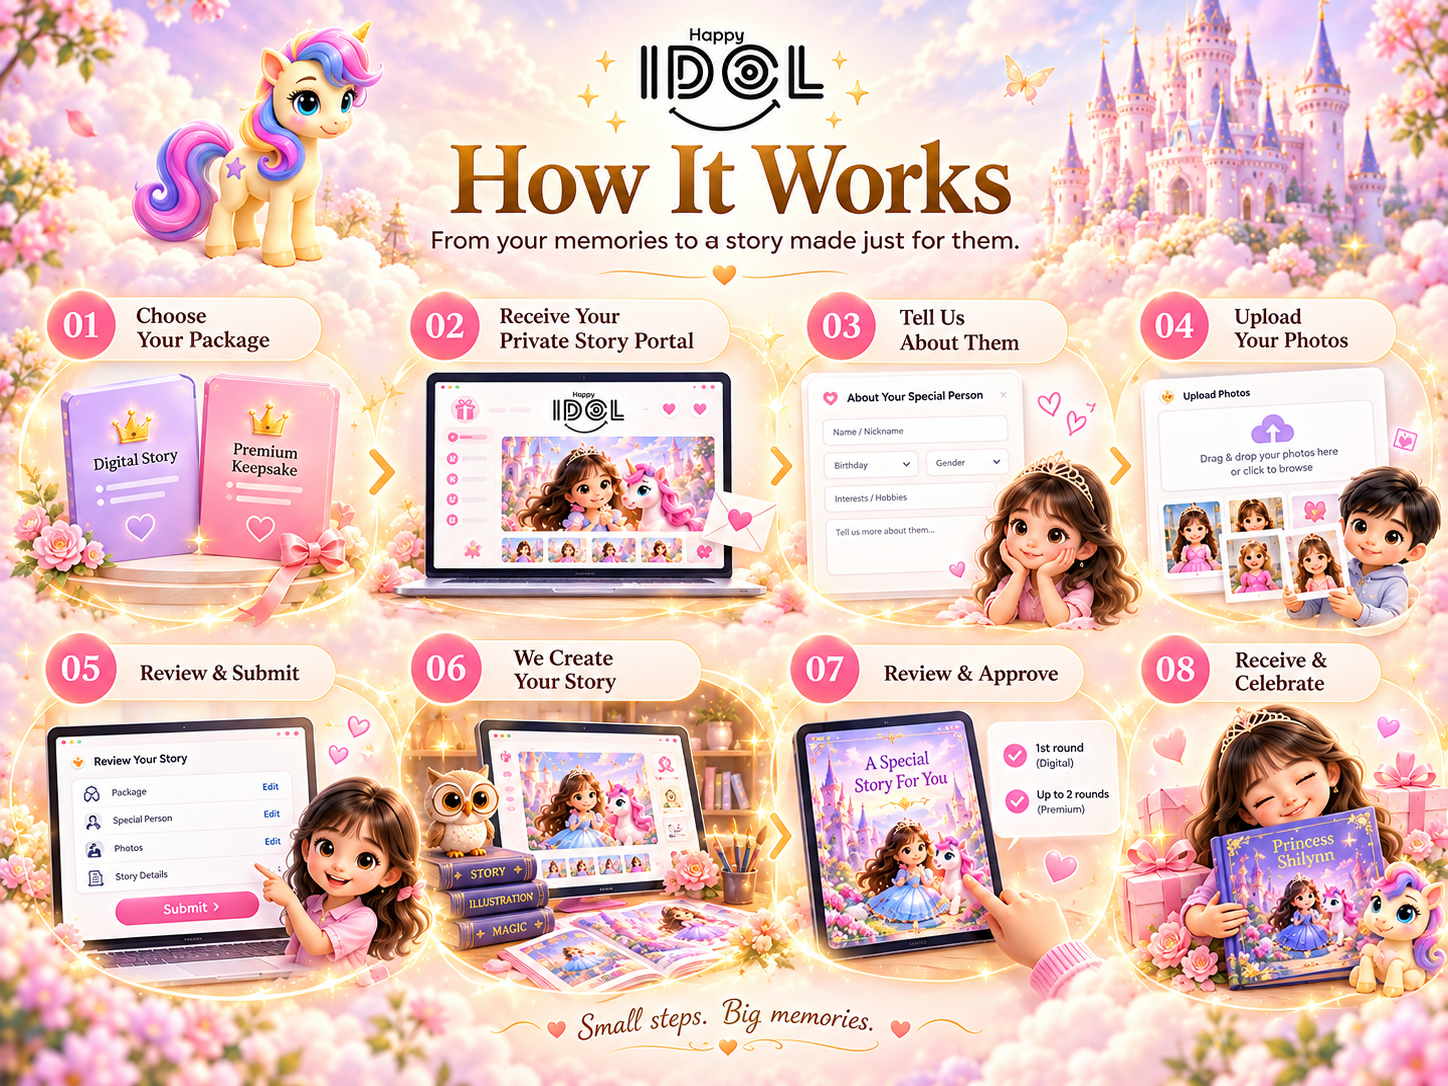 Happy
IDOL
How It Works
From your memories to a story made just for them.
01
Choose
Your Package
Digital Story
Premium
Keepsake
02
Receive Your
Private Story Portal
Happy
IDOL
03
Tell Us
About Them
About Your Special Person
Name / Nickname
Birthday
Gender
Interests / Hobbies
Tell us more about them...
04
Upload
Your Photos
Upload Photos
Drag & drop your photos here
or click to browse
05
Review & Submit
Review Your Story
Package
Edit
Special Person
Edit
Photos
Edit
Story Details
Submit
06
We Create
Your Story
STORY
ILLUSTRATION
MAGIC
07
Review & Approve
A Special
Story For You
1st round
(Digital)
Up to 2 rounds
(Premium)
08
Receive &
Celebrate
Princess
Shilynn
Small steps. Big memories.